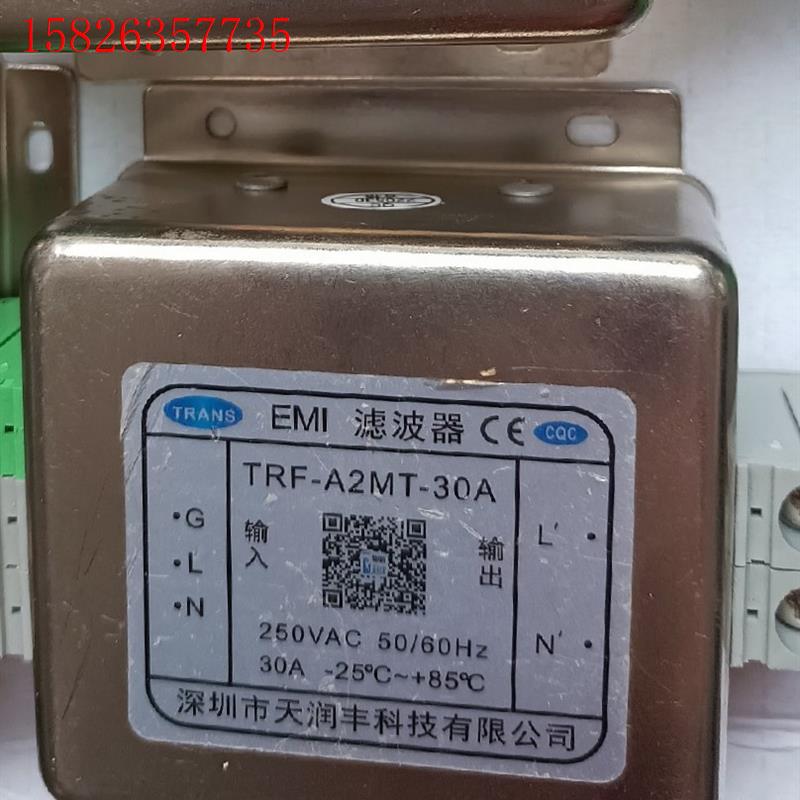 15826357735
TRANS EMI 滤波器 CE CQC
TRF-A2MT-30A
·G
·L
·N
输入
输出
L′ ·
N′ ·
250VAC 50/60Hz
30A -25℃~+85℃
深圳市天润丰科技有限公司